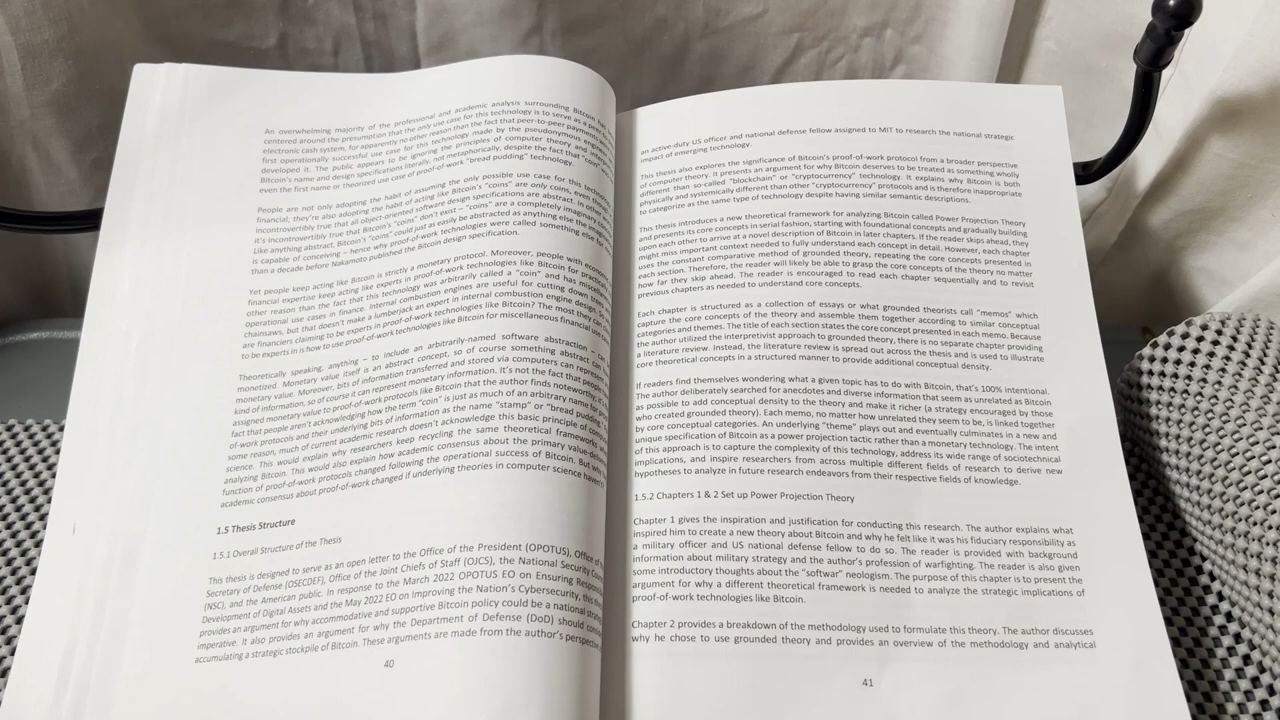 An overwhelming majority of the professional and academic analysis surrounding Bitcoin has
centered around the presumption that the only use case for this technology is to serve as a
electronic cash system, for apparently no other reason than the fact that peer-to-peer payments
first operationally successful use case for this technology made by the pseudonymous
developed it. The public appears to be ignoring the principles of computer theory and
Bitcoin's name and design specifications literally, not metaphorically, despite the fact that "coin"
even the first name or theorized use case of proof-of-work "bread pudding" technology.
People are not only adopting the habit of assuming the only possible use case for this
financial; they're also adopting the habit of acting like Bitcoin's "coins" are only coins, even
incontrovertibly true that all object-oriented software design specifications are abstract. In other
it's incontrovertibly true that Bitcoin's "coins" don't exist – "coins" are a completely imaginary
Like anything abstract, Bitcoin's "coins" could just as easily be abstracted as anything else the
is capable of conceiving – hence why proof-of-work technologies were called something else for
than a decade before Nakamoto published the Bitcoin design specification.
Yet people keep acting like Bitcoin is strictly a monetary protocol. Moreover, people with
financial expertise keep acting like experts in proof-of-work technologies like Bitcoin for
other reason than the fact that this technology was arbitrarily called a "coin" and has
operational use cases in finance. Internal combustion engines are useful for cutting down trees
chainsaws, but that doesn't make a lumberjack an expert in internal combustion engine design. So
are financiers claiming to be experts in proof-of-work technologies like Bitcoin? The most they can
to be experts in is how to use proof-of-work technologies like Bitcoin for miscellaneous financial use
Theoretically speaking, anything – to include an arbitrarily-named software abstraction – can
monetized. Monetary value itself is an abstract concept, so of course something abstract can
monetary value. Moreover, bits of information transferred and stored via computers can represent
kind of information, so of course it can represent monetary information. It's not the fact that people
assigned monetary value to proof-of-work protocols like Bitcoin that the author finds noteworthy, it's
fact that people aren't acknowledging how the term "coin" is just as much of an arbitrary name for
of-work protocols and their underlying bits of information as the name "stamp" or "bread pudding"
some reason, much of current academic research doesn't acknowledge this basic principle of
science. This would explain why researchers keep recycling the same theoretical frameworks
analyzing Bitcoin. This would also explain how academic consensus about the primary
function of proof-of-work protocols changed following the operational success of Bitcoin. But why
academic consensus about proof-of-work changed if underlying theories in computer science haven't
1.5 Thesis Structure
1.5.1 Overall Structure of the Thesis
This thesis is designed to serve as an open letter to the Office of the President (OPOTUS), Office of
Secretary of Defense (OSECDEF), Office of the Joint Chiefs of Staff (OJCS), the National Security
(NSC), and the American public. In response to the March 2022 OPOTUS EO on Ensuring
Development of Digital Assets and the May 2022 EO on Improving the Nation's Cybersecurity, this
provides an argument for why accommodative and supportive Bitcoin policy could be a national
imperative. It also provides an argument for why the Department of Defense (DoD) should
accumulating a strategic stockpile of Bitcoin. These arguments are made from the author's perspective
40
an active-duty US officer and national defense fellow assigned to MIT to research the national strategic
impact of emerging technology.
This thesis also explores the significance of Bitcoin's proof-of-work protocol from a broader perspective
of computer theory. It presents an argument for why Bitcoin deserves to be treated as something wholly
different than so-called "blockchain" or "cryptocurrency" technology. It explains why Bitcoin is both
physically and systemically different than other "cryptocurrency" protocols and is therefore inappropriate
to categorize as the same type of technology despite having similar semantic descriptions.
This thesis introduces a new theoretical framework for analyzing Bitcoin called Power Projection Theory
and presents its core concepts in serial fashion, starting with foundational concepts and gradually building
upon each other to arrive at a novel description of Bitcoin in later chapters. If the reader skips ahead, they
might miss important context needed to fully understand each concept in detail. However, each chapter
uses the constant comparative method of grounded theory, repeating the core concepts presented in
each section. Therefore, the reader will likely be able to grasp the core concepts of the theory no matter
how far they skip ahead. The reader is encouraged to read each chapter sequentially and to revisit
previous chapters as needed to understand core concepts.
Each chapter is structured as a collection of essays or what grounded theorists call "memos" which
capture the core concepts of the theory and assemble them together according to similar conceptual
categories and themes. The title of each section states the core concept presented in each memo. Because
the author utilized the interpretivist approach to grounded theory, there is no separate chapter providing
a literature review. Instead, the literature review is spread out across the thesis and is used to illustrate
core theoretical concepts in a structured manner to provide additional conceptual density.
If readers find themselves wondering what a given topic has to do with Bitcoin, that's 100% intentional.
The author deliberately searched for anecdotes and diverse information that seem as unrelated as Bitcoin
as possible to add conceptual density to the theory and make it richer (a strategy encouraged by those
who created grounded theory). Each memo, no matter how unrelated they seem to be, is linked together
by core conceptual categories. An underlying "theme" plays out and eventually culminates in a new and
unique specification of Bitcoin as a power projection tactic rather than a monetary technology. The intent
of this approach is to capture the complexity of this technology, address its wide range of sociotechnical
implications, and inspire researchers from across multiple different fields of research to derive new
hypotheses to analyze in future research endeavors from their respective fields of knowledge.
1.5.2 Chapters 1 & 2 Set up Power Projection Theory
Chapter 1 gives the inspiration and justification for conducting this research. The author explains what
inspired him to create a new theory about Bitcoin and why he felt like it was his fiduciary responsibility as
a military officer and US national defense fellow to do so. The reader is provided with background
information about military strategy and the author's profession of warfighting. The reader is also given
some introductory thoughts about the "softwar" neologism. The purpose of this chapter is to present the
argument for why a different theoretical framework is needed to analyze the strategic implications of
proof-of-work technologies like Bitcoin.
Chapter 2 provides a breakdown of the methodology used to formulate this theory. The author discusses
why he chose to use grounded theory and provides an overview of the methodology and analytical
41